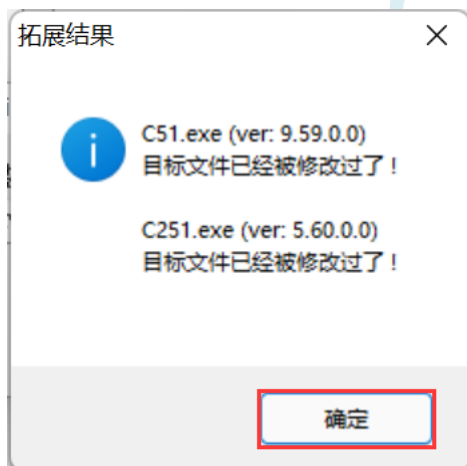 拓展结果
C51.exe (ver: 9.59.0.0)
目标文件已经被修改过了！
C251.exe (ver: 5.60.0.0)
目标文件已经被修改过了！
确定